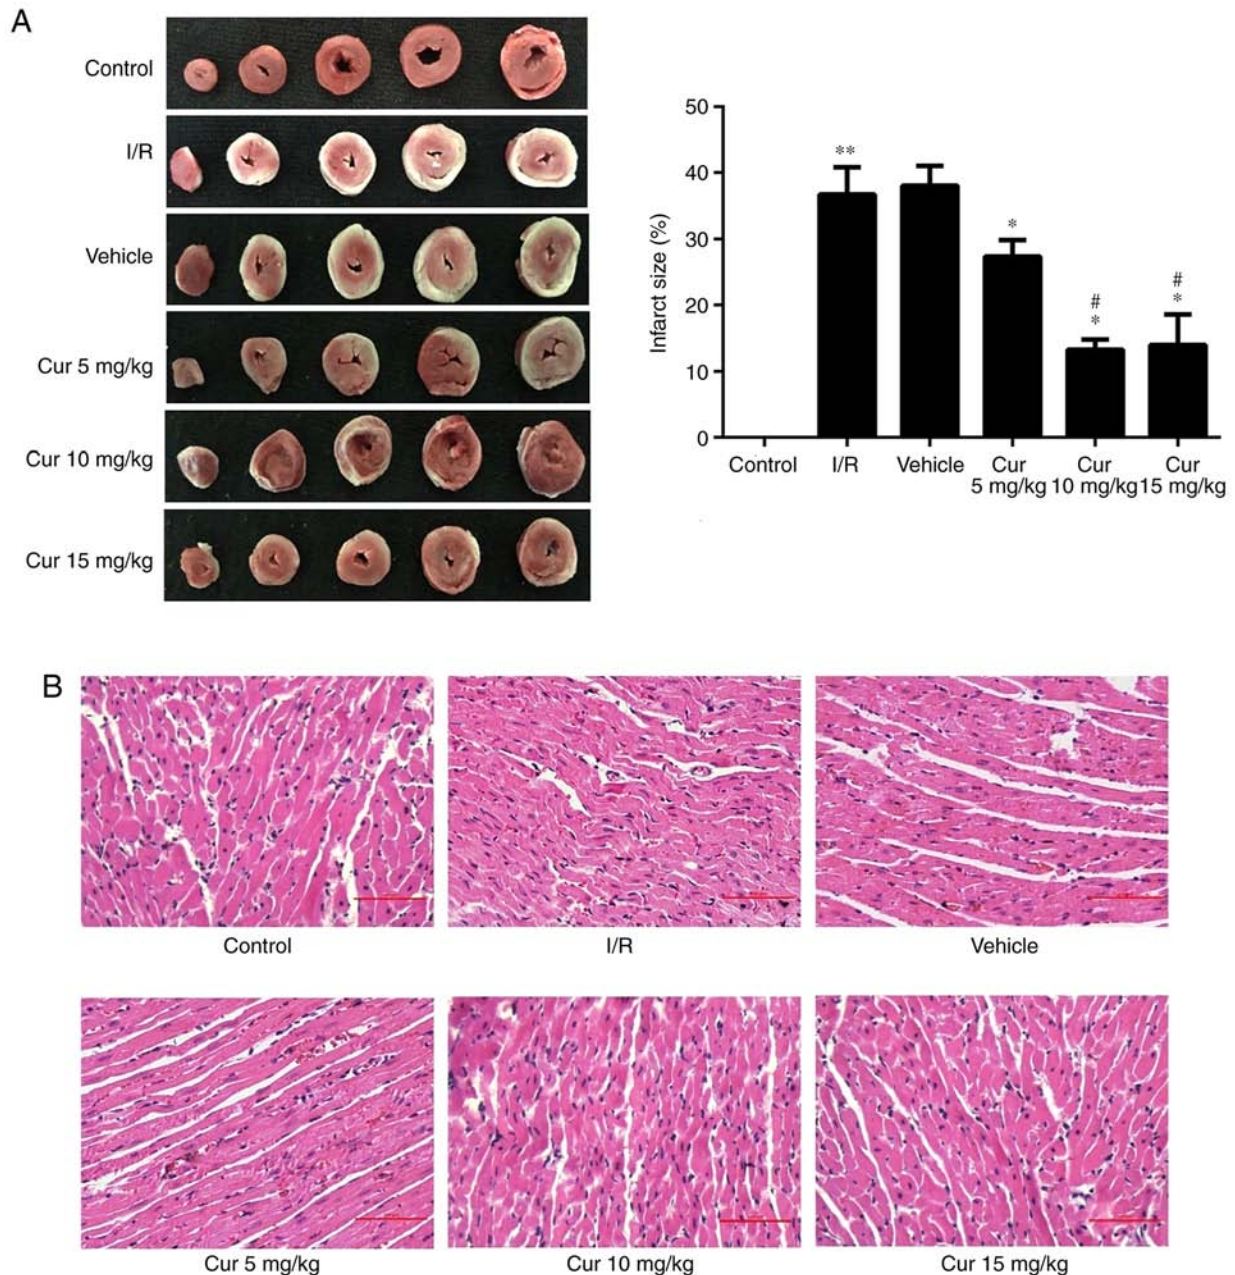 A
Control
I/R
Vehicle
Cur 5 mg/kg
Cur 10 mg/kg
Cur 15 mg/kg
Infarct size (%)
50
40
30
20
10
0
**
*
#
*
#
*
Control
I/R
Vehicle
Cur
5 mg/kg
Cur
10 mg/kg
Cur
15 mg/kg
B
Control
I/R
Vehicle
Cur 5 mg/kg
Cur 10 mg/kg
Cur 15 mg/kg